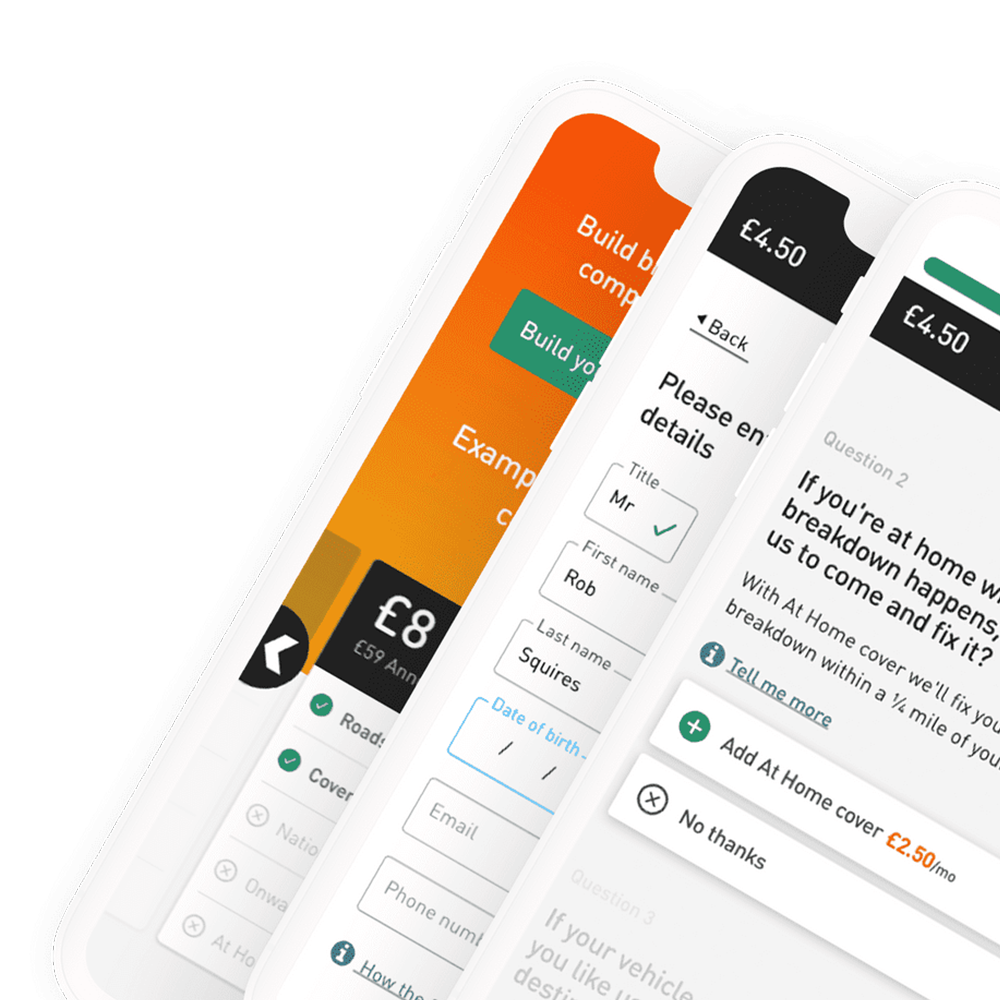 Build
comp
Build yo
Examp
c
£8
£59 Ann
Roads
Cover
Natio
Onwa
At Ho
£4.50
Back
Please en
details
Title
Mr
First name
Rob
Last name
Squires
Date of birth
/ /
Email
Phone numb
How the
£4.50
Question 2
If you're at home w
breakdown happens,
us to come and fix it?
With At Home cover we'll fix you
breakdown within a ¼ mile of you
Tell me more
Add At Home cover £2.50/mo
No thanks
Question 3
If your vehicle
you like us
destin